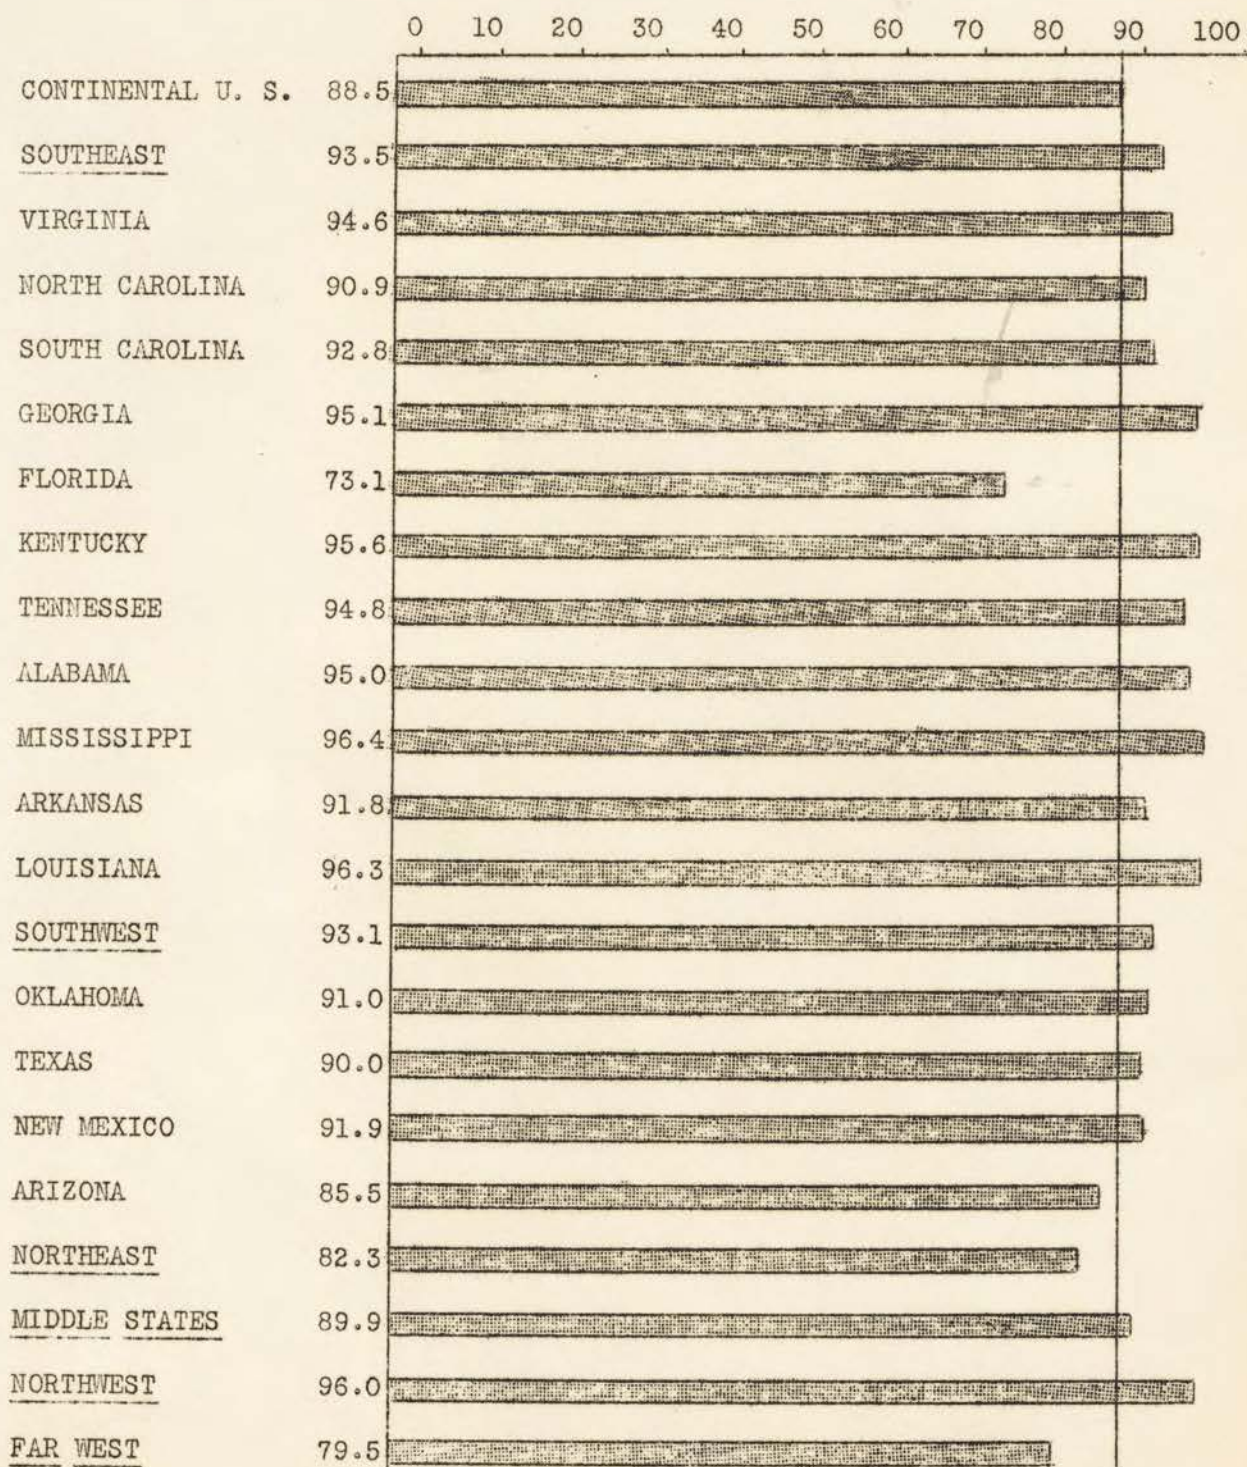 0 10 20 30 40 50 60 70 80 90 100
CONTINENTAL U. S. 88.5
SOUTHEAST 93.5
VIRGINIA 94.6
NORTH CAROLINA 90.9
SOUTH CAROLINA 92.8
GEORGIA 95.1
FLORIDA 73.1
KENTUCKY 95.6
TENNESSEE 94.8
ALABAMA 95.0
MISSISSIPPI 96.4
ARKANSAS 91.8
LOUISIANA 96.3
SOUTHWEST 93.1
OKLAHOMA 91.0
TEXAS 90.0
NEW MEXICO 91.9
ARIZONA 85.5
NORTHEAST 82.3
MIDDLE STATES 89.9
NORTHWEST 96.0
FAR WEST 79.5